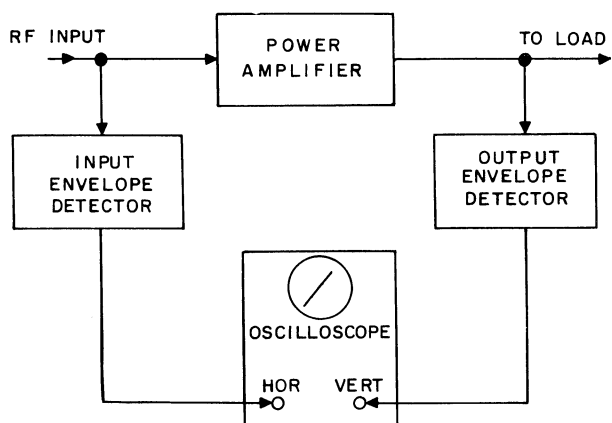 RF INPUT
POWER
AMPLIFIER
TO LOAD
INPUT
ENVELOPE
DETECTOR
OUTPUT
ENVELOPE
DETECTOR
OSCILLOSCOPE
HOR
VERT